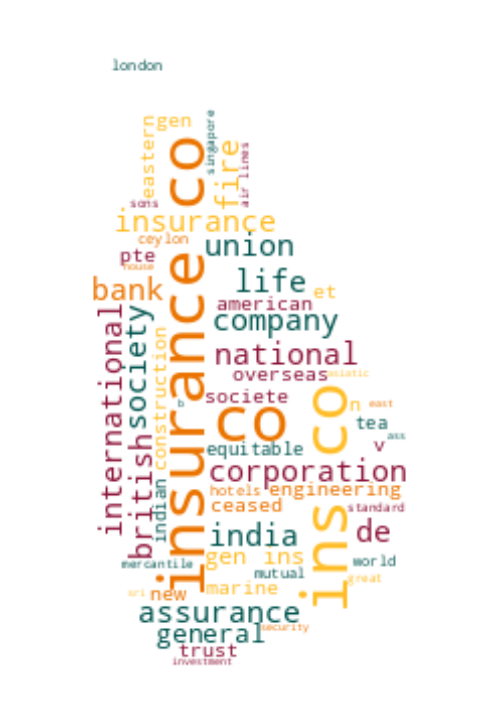 london
eastern
gen
insurance co
singapore
fire
air lines
sons
insurance
ceylon
union
pte
house
life
bank
et
american
international
society
company
construction
national
overseas
asiatic
societe
b
co
ins co
n
east
tea
ass
british
v
equitable
corporation
indian
hotels
engineering
ceased
standard
india
de
gen ins
mercantile
world
mutual
great
marine
sri
new
assurance
general
security
trust
investment